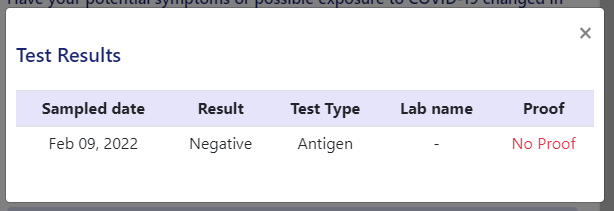 Have your potential symptoms or possible exposure to COVID-19 changed in
×
Test Results
Sampled date Result Test Type Lab name Proof
Feb 09, 2022 Negative Antigen - No Proof